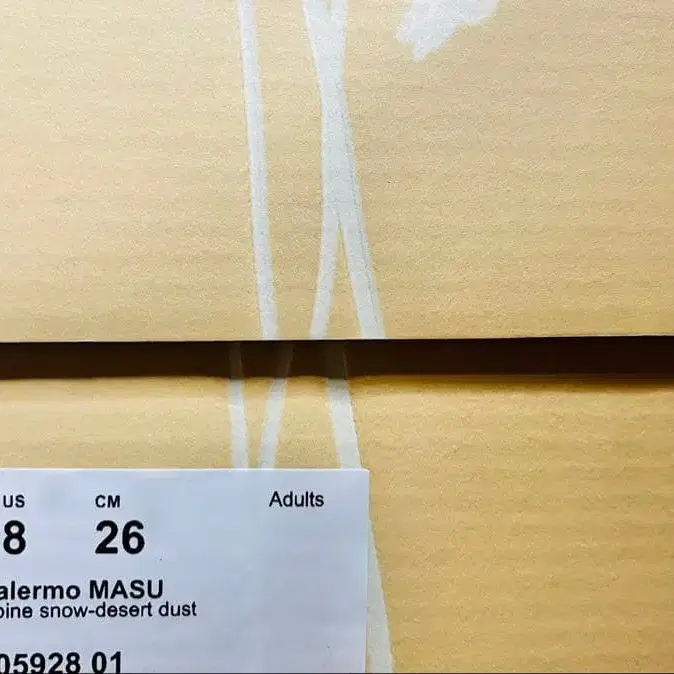 US CM Adults
8 26
alermo MASU
pine snow-desert dust
05928 01